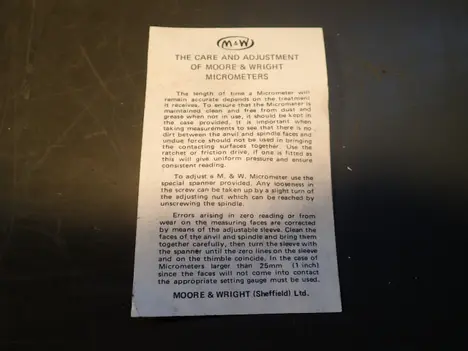 M&W
THE CARE AND ADJUSTMENT
OF MOORE & WRIGHT
MICROMETERS
The length of time a Micrometer will
remain accurate depends on the treatment
it receives. To ensure that the Micrometer is
maintained clean and free from dust and
grease when not in use, it should be kept in
the case provided. It is important when
taking measurements to see that there is no
dirt between the anvil and spindle faces and
undue force should not be used in bringing
the contacting surfaces together. Use the
ratchet or friction drive, if one is fitted as
this will give uniform pressure and ensure
consistent reading.
To adjust a M. & W. Micrometer use the
special spanner provided. Any looseness in
the screw can be taken up by a slight turn of
the adjusting nut which can be reached by
unscrewing the spindle.
Errors arising in zero reading or from
wear on the measuring faces are corrected
by means of the adjustable sleeve. Clean the
faces of the anvil and spindle and bring them
together carefully, then turn the sleeve with
the spanner until the zero lines on the sleeve
and on the thimble coincide. In the case of
Micrometers larger than 25mm (1 inch)
since the faces will not come into contact
the appropriate setting gauge must be used.
MOORE & WRIGHT (Sheffield) Ltd.